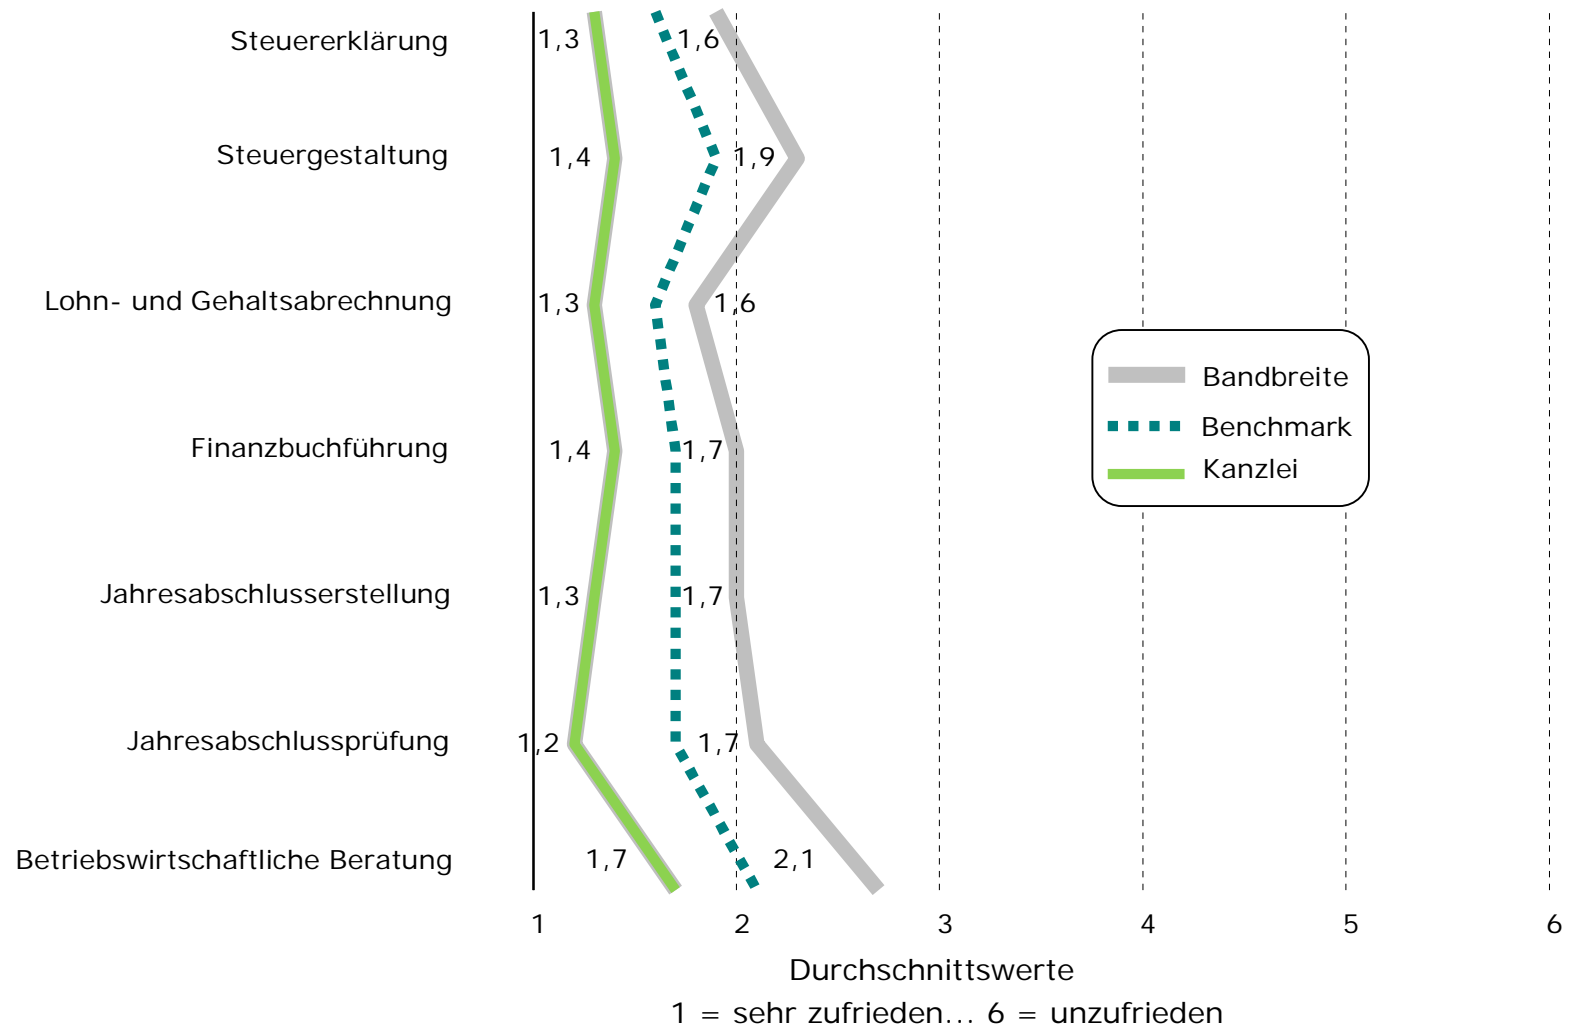 Steuererklärung 1,3 1,6
Steuergestaltung 1,4 1,9
Lohn- und Gehaltsabrechnung 1,3 1,6
Finanzbuchführung 1,4 1,7
Jahresabschlusserstellung 1,3 1,7
Jahresabschlussprüfung 1,2 1,7
Betriebswirtschaftliche Beratung 1,7 2,1
Bandbreite
Benchmark
Kanzlei
1 2 3 4 5 6
Durchschnittswerte
1 = sehr zufrieden... 6 = unzufrieden